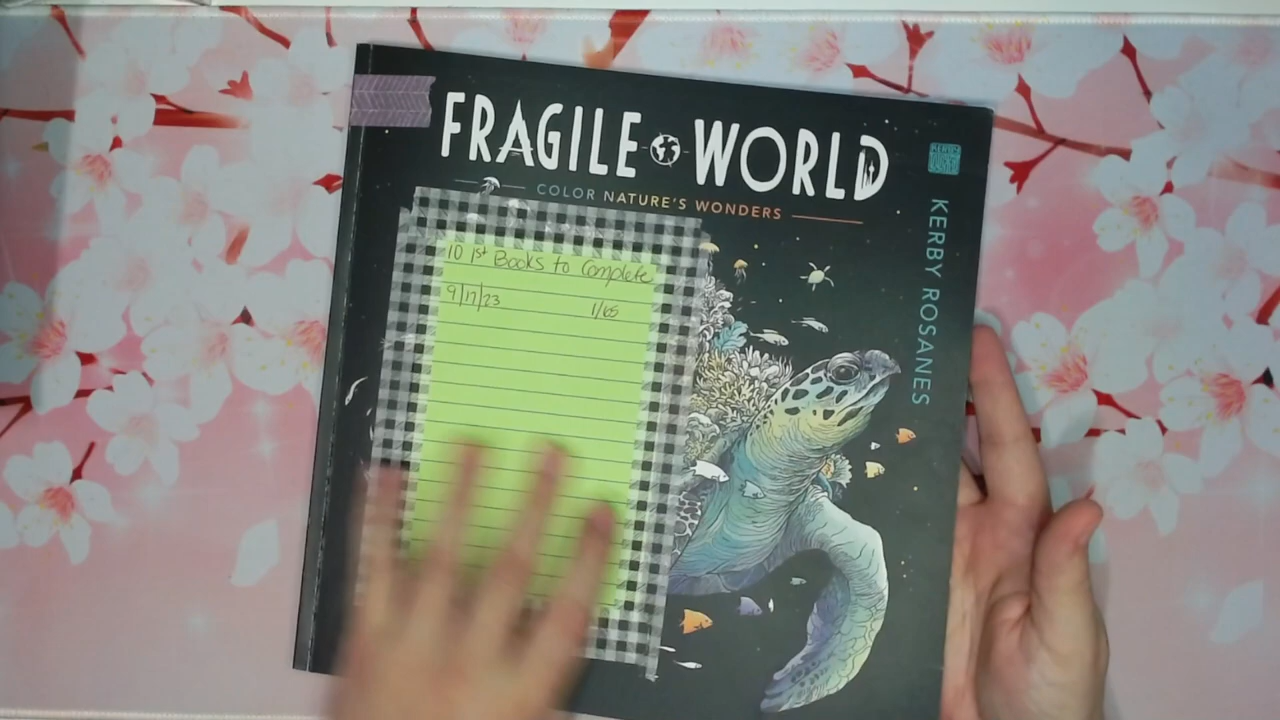 FRAGILE WORLD
COLOR NATURE'S WONDERS
KERBY ROSANES
10 1st Books to Complete
9/17/23 1/65